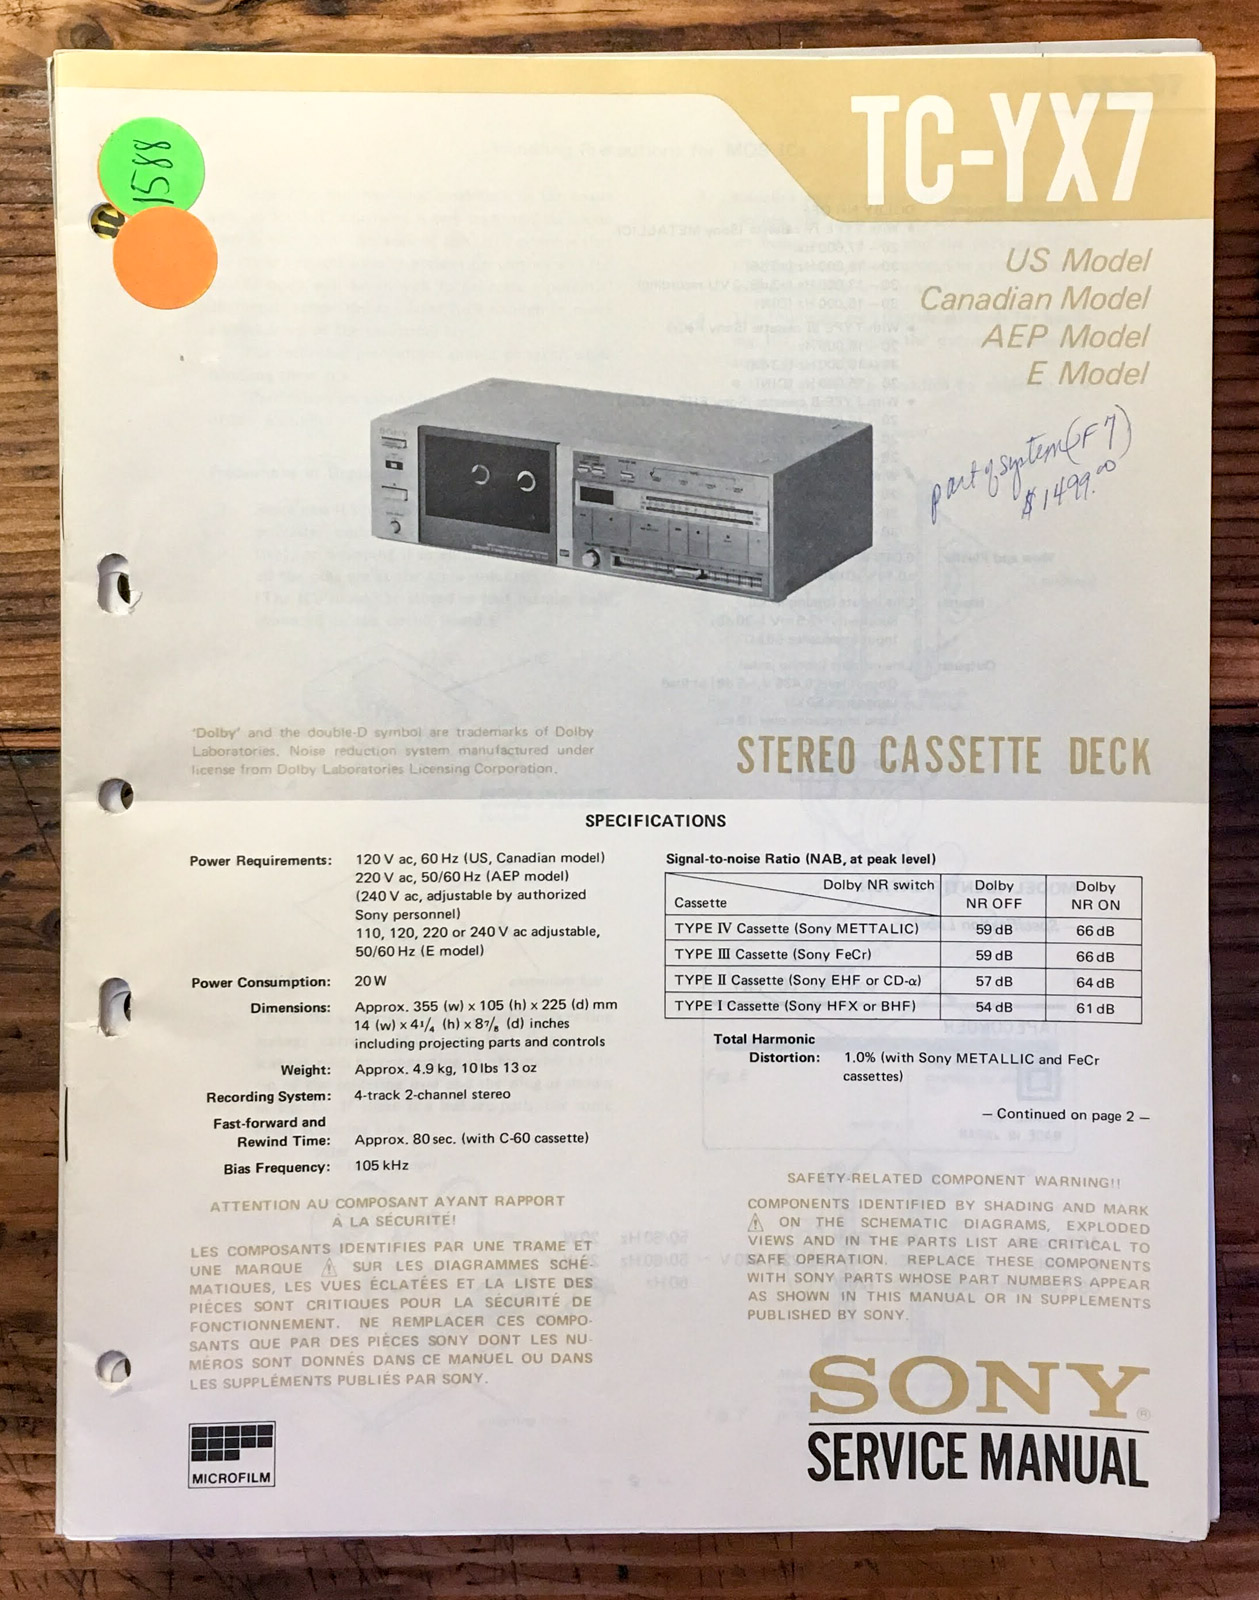 1588
TC-YX7
US Model
Canadian Model
AEP Model
E Model
part of system (F7)
$1499.00
'Dolby' and the double-D symbol are trademarks of Dolby
Laboratories. Noise reduction system manufactured under
license from Dolby Laboratories Licensing Corporation.
STEREO CASSETTE DECK
SPECIFICATIONS
Power Requirements: 120 V ac, 60 Hz (US, Canadian model)
220 V ac, 50/60 Hz (AEP model)
(240 V ac, adjustable by authorized
Sony personnel)
110, 120, 220 or 240 V ac adjustable,
50/60 Hz (E model)
Power Consumption: 20 W
Dimensions: Approx. 355 (w) x 105 (h) x 225 (d) mm
14 (w) x 4 1/4 (h) x 8 7/8 (d) inches
including projecting parts and controls
Weight: Approx. 4.9 kg, 10 lbs 13 oz
Recording System: 4-track 2-channel stereo
Fast-forward and
Rewind Time: Approx. 80 sec. (with C-60 cassette)
Bias Frequency: 105 kHz
Signal-to-noise Ratio (NAB, at peak level)
Dolby NR switch Dolby Dolby
Cassette NR OFF NR ON
TYPE IV Cassette (Sony METTALIC) 59 dB 66 dB
TYPE III Cassette (Sony FeCr) 59 dB 66 dB
TYPE II Cassette (Sony EHF or CD-α) 57 dB 64 dB
TYPE I Cassette (Sony HFX or BHF) 54 dB 61 dB
Total Harmonic
Distortion: 1.0% (with Sony METALLIC and FeCr
cassettes)
— Continued on page 2 —
ATTENTION AU COMPOSANT AYANT RAPPORT
À LA SÉCURITÉ!
LES COMPOSANTS IDENTIFIES PAR UNE TRAME ET
UNE MARQUE ⚠ SUR LES DIAGRAMMES SCHÉ-
MATIQUES, LES VUES ÉCLATÉES ET LA LISTE DES
PIÈCES SONT CRITIQUES POUR LA SÉCURITÉ DE
FONCTIONNEMENT. NE REMPLACER CES COMPO-
SANTS QUE PAR DES PIÈCES SONY DONT LES NU-
MÉROS SONT DONNÉS DANS CE MANUEL OU DANS
LES SUPPLÉMENTS PUBLIÉS PAR SONY.
SAFETY-RELATED COMPONENT WARNING!!
COMPONENTS IDENTIFIED BY SHADING AND MARK
⚠ ON THE SCHEMATIC DIAGRAMS, EXPLODED
VIEWS AND IN THE PARTS LIST ARE CRITICAL TO
SAFE OPERATION. REPLACE THESE COMPONENTS
WITH SONY PARTS WHOSE PART NUMBERS APPEAR
AS SHOWN IN THIS MANUAL OR IN SUPPLEMENTS
PUBLISHED BY SONY.
MICROFILM
SONY®
SERVICE MANUAL